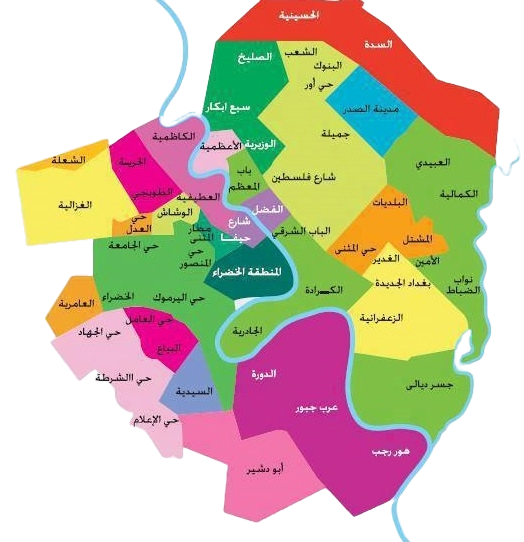 الحسينية
السدة
الشعب
الصليخ
البنوك
حي أور
سبع ابكار
مدينة الصدر
جميلة
الكاظمية
الأعظمية
الوزيرية
الشعلة
الحرية
العبيدي
باب
المعظم
شارع فلسطين
الكمالية
الغزالية
الطوبجي
العطيفية
البلديات
الفضل
الوشاش
حي
العدل
شارع
حيفا
مطار
المثنى
الباب الشرقي
المشتل
حي الجامعة
حي المثنى
حي
المنصور
الغدير
الأمين
المنطقة الخضراء
بغداد الجديدة
نواب
الضباط
العامرية
الخضراء
حي اليرموك
الكرادة
حي العامل
الزعفرانية
حي الجهاد
الجادرية
البياع
حي الشرطة
الدورة
جسر ديالى
السيدية
عرب جبور
حي الإعلام
هور رجب
أبو دشير